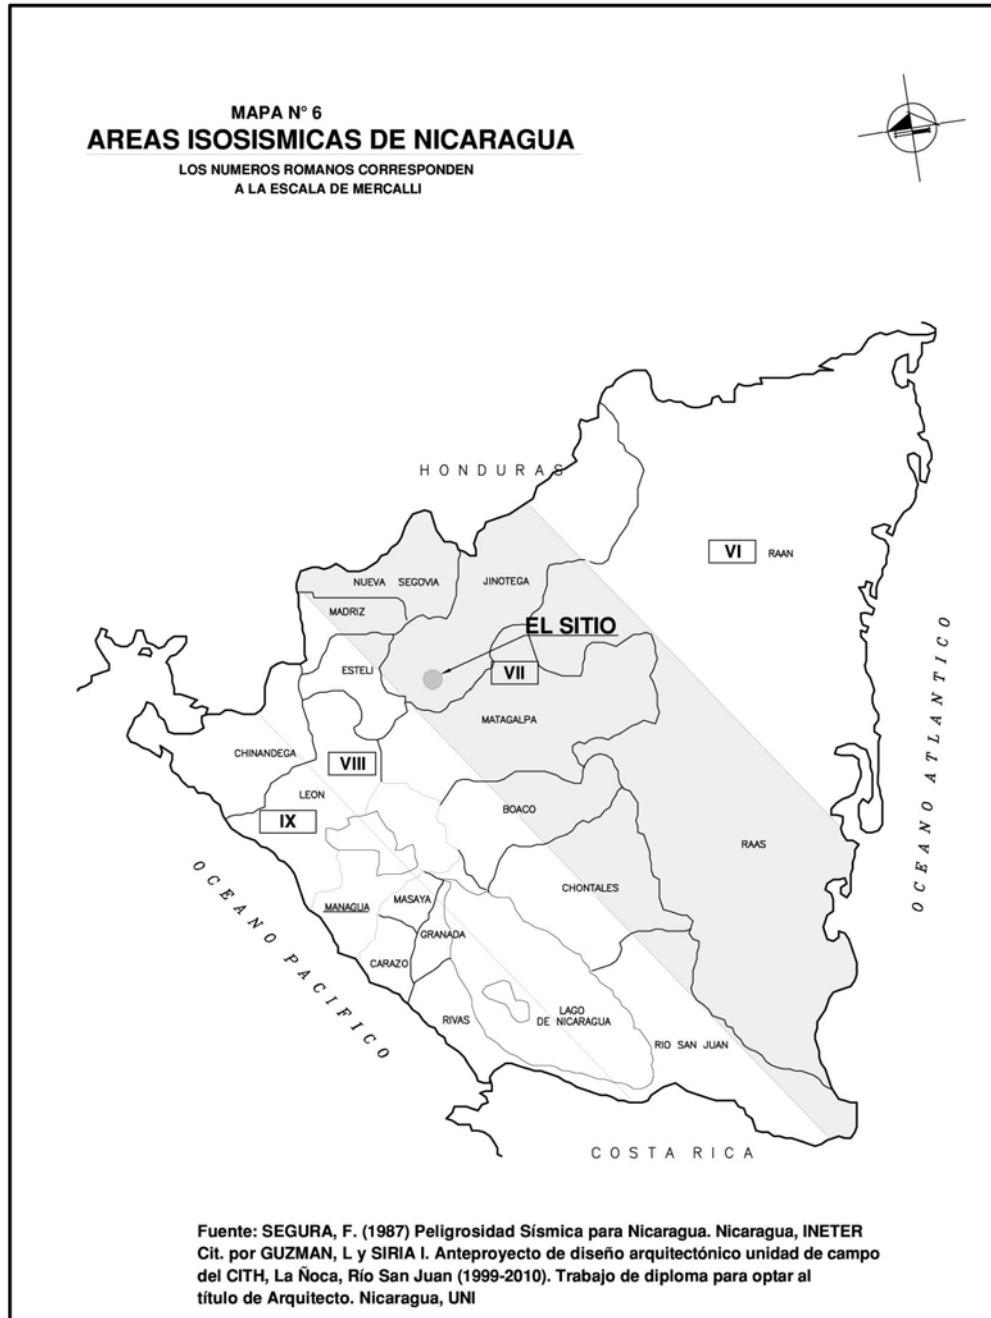 MAPA N° 6
AREAS ISOSISMICAS DE NICARAGUA
LOS NUMEROS ROMANOS CORRESPONDEN
A LA ESCALA DE MERCALLI
HONDURAS
VI
RAAN
NUEVA SEGOVIA
JINOTEGA
MADRIZ
EL SITIO
ESTELI
VII
MATAGALPA
CHINANDEGA
VIII
LEON
BOACO
IX
RAAS
OCEANO ATLANTICO
CHONTALES
MASAYA
MANAGUA
GRANADA
CARAZO
OCEANO PACIFICO
LAGO
DE NICARAGUA
RIVAS
RIO SAN JUAN
COSTA RICA
Fuente: SEGURA, F. (1987) Peligrosidad Sísmica para Nicaragua. Nicaragua, INETER
Cit. por GUZMAN, L y SIRIA I. Anteproyecto de diseño arquitectónico unidad de campo
del CITH, La Ñoca, Río San Juan (1999-2010). Trabajo de diploma para optar al
título de Arquitecto. Nicaragua, UNI